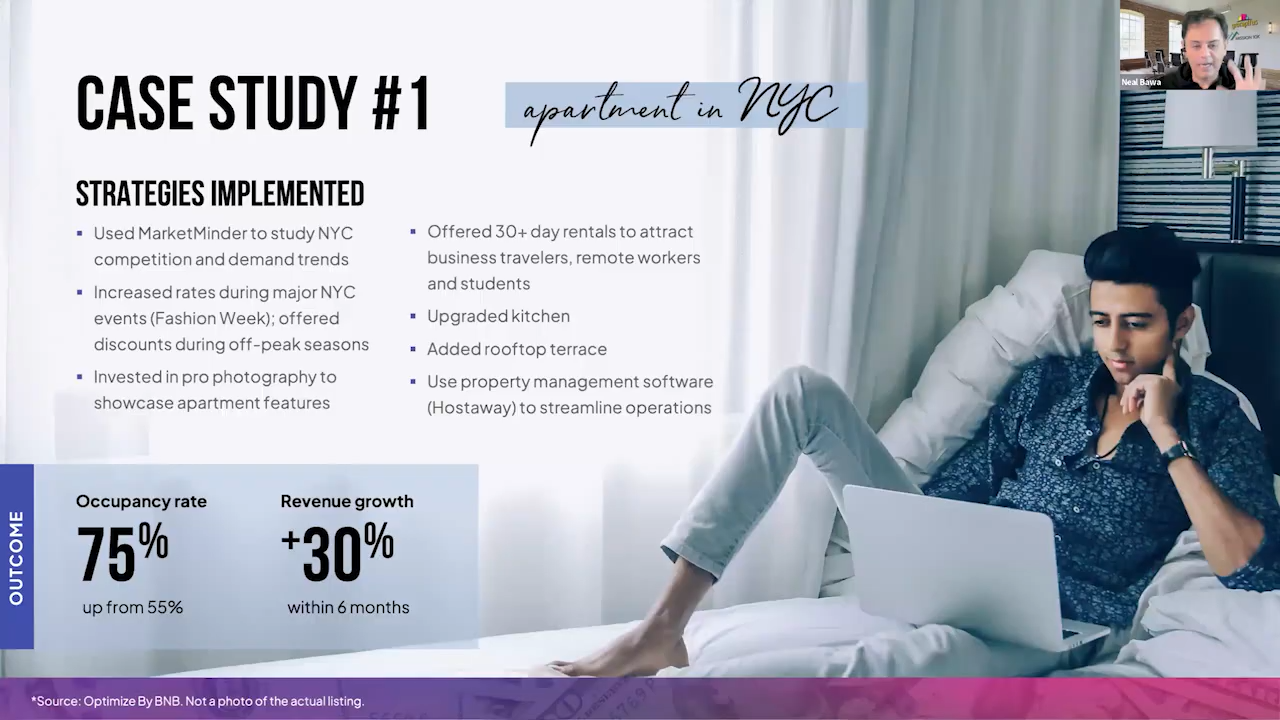 CASE STUDY #1
apartment in NYC
STRATEGIES IMPLEMENTED
▪ Used MarketMinder to study NYC
competition and demand trends
▪ Increased rates during major NYC
events (Fashion Week); offered
discounts during off-peak seasons
▪ Invested in pro photography to
showcase apartment features
▪ Offered 30+ day rentals to attract
business travelers, remote workers
and students
▪ Upgraded kitchen
▪ Added rooftop terrace
▪ Use property management software
(Hostaway) to streamline operations
OUTCOME
Occupancy rate
75%
up from 55%
Revenue growth
+30%
within 6 months
*Source: Optimize By BNB. Not a photo of the actual listing.
Neal Bawa